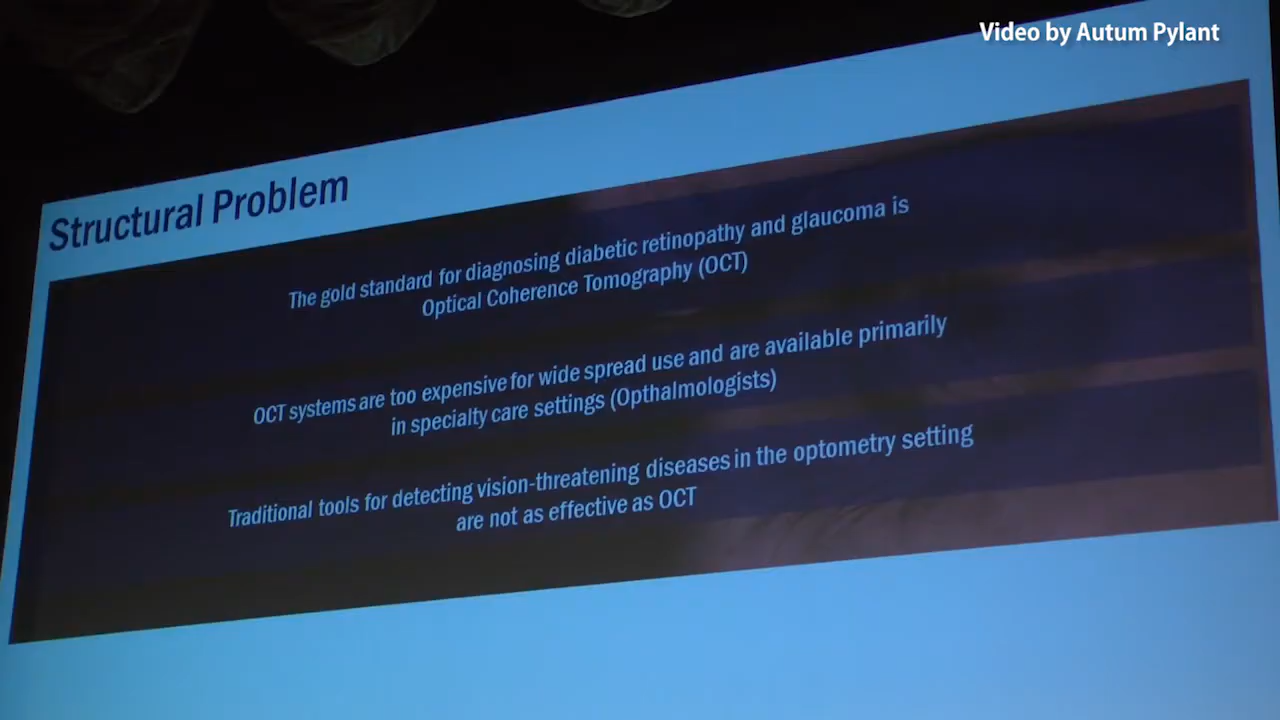 Video by Autum Pylant
Structural Problem
The gold standard for diagnosing diabetic retinopathy and glaucoma is
Optical Coherence Tomography (OCT)
OCT systems are too expensive for wide spread use and are available primarily
in specialty care settings (Opthalmologists)
Traditional tools for detecting vision-threatening diseases in the optometry setting
are not as effective as OCT